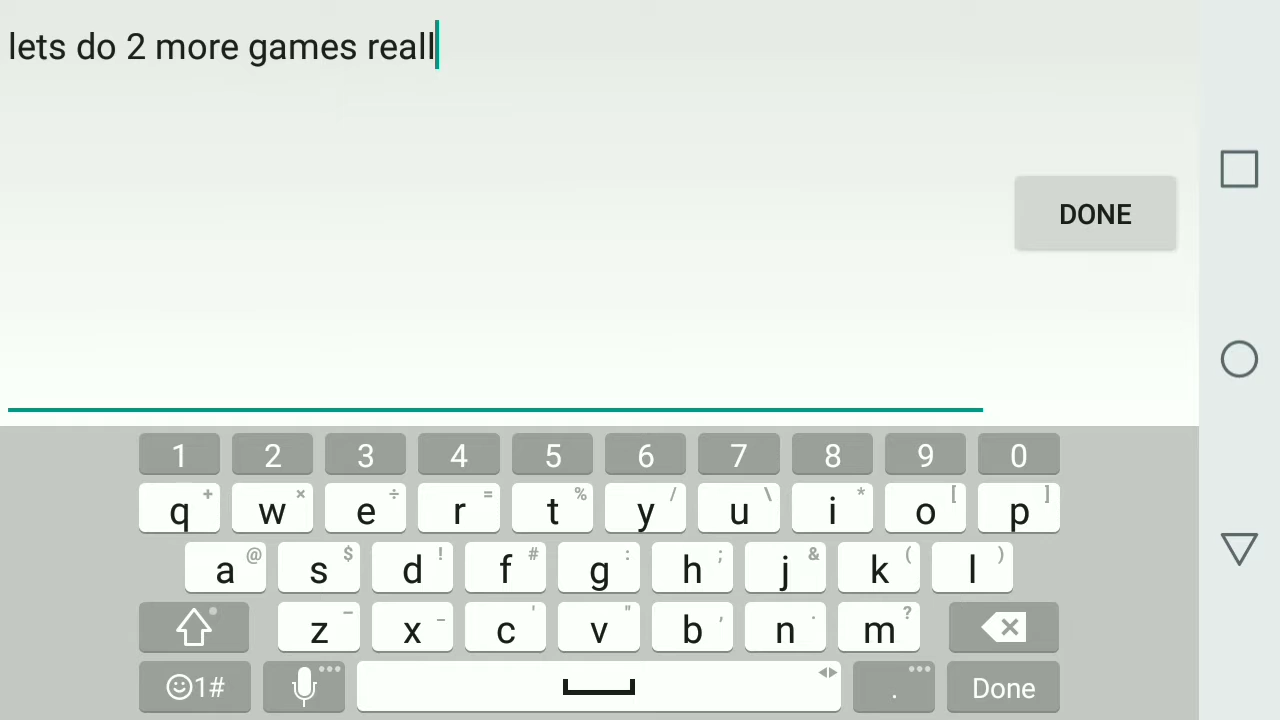 lets do 2 more games reall
DONE
1 2 3 4 5 6 7 8 9 0
q + w × e ÷ r = t % y / u \ i * o [ p ]
a @ s $ d ! f # g : h ; j & k ( l )
z – x _ c ' v " b , n . m ?
1# . Done